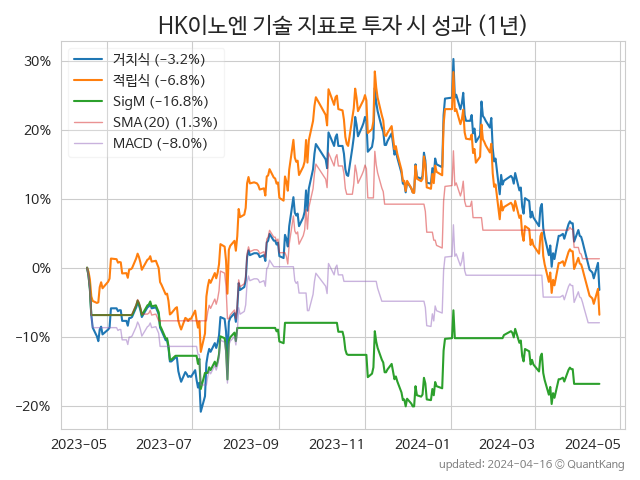 HK이노엔 기술 지표로 투자 시 성과 (1년)
30%
20%
10%
0%
−10%
−20%
거치식 (−3.2%)
적립식 (−6.8%)
SigM (−16.8%)
SMA(20) (1.3%)
MACD (−8.0%)
2023−05 2023−07 2023−09 2023−11 2024−01 2024−03 2024−05
updated: 2024-04-16 © QuantKang